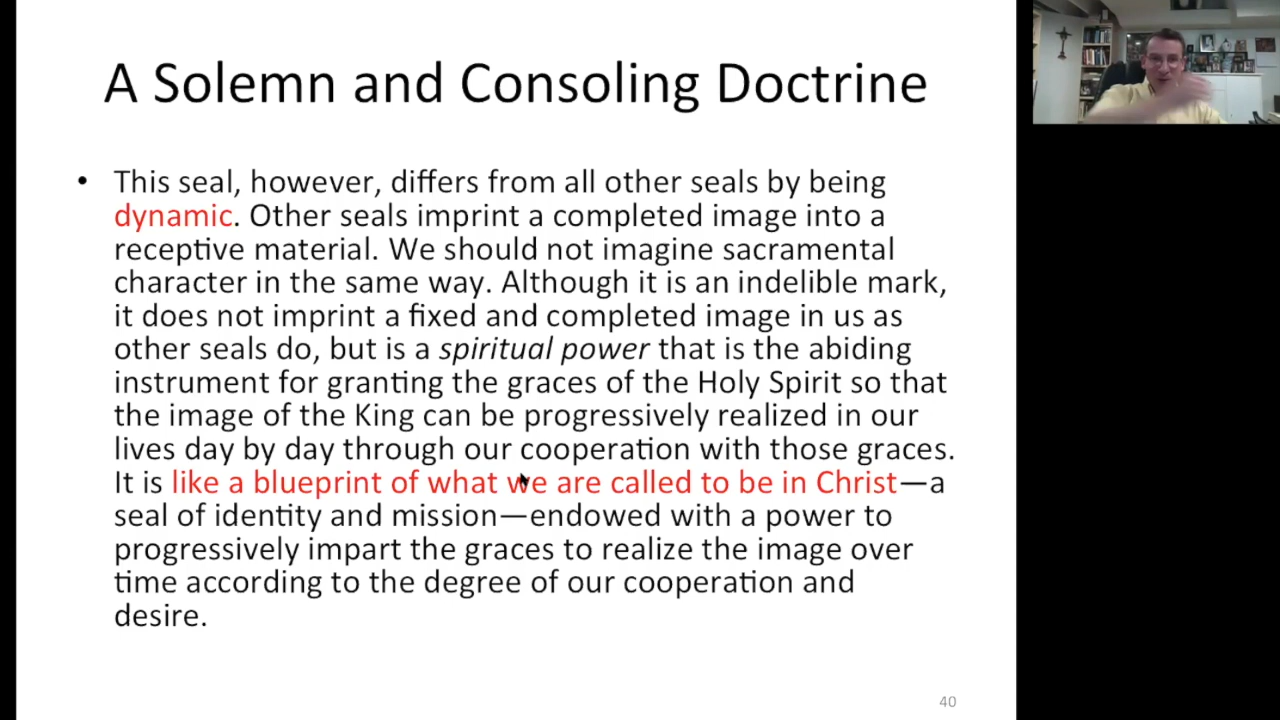 A Solemn and Consoling Doctrine
• This seal, however, differs from all other seals by being
dynamic. Other seals imprint a completed image into a
receptive material. We should not imagine sacramental
character in the same way. Although it is an indelible mark,
it does not imprint a fixed and completed image in us as
other seals do, but is a spiritual power that is the abiding
instrument for granting the graces of the Holy Spirit so that
the image of the King can be progressively realized in our
lives day by day through our cooperation with those graces.
It is like a blueprint of what we are called to be in Christ—a
seal of identity and mission—endowed with a power to
progressively impart the graces to realize the image over
time according to the degree of our cooperation and
desire.
40